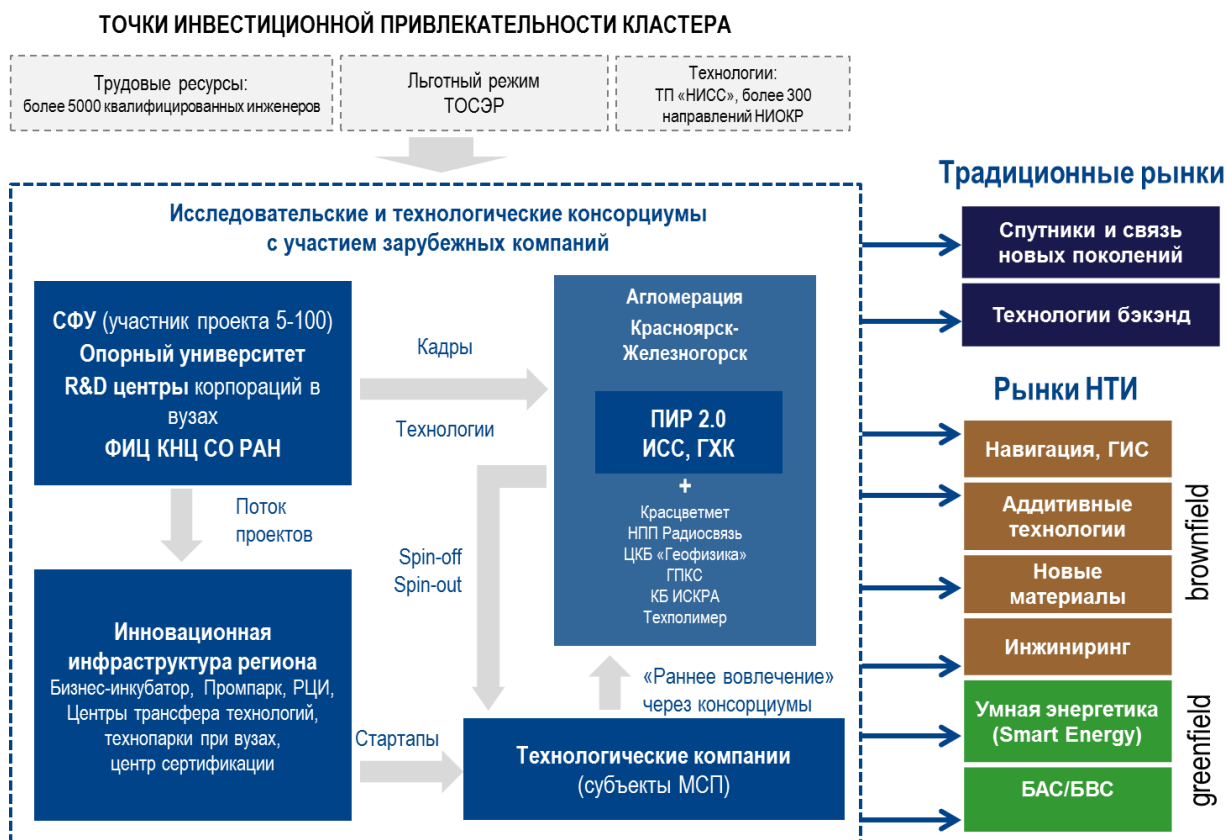 ТОЧКИ ИНВЕСТИЦИОННОЙ ПРИВЛЕКАТЕЛЬНОСТИ КЛАСТЕРА
Трудовые ресурсы:
более 5000 квалифицированных инженеров
Льготный режим
ТОСЭР
Технологии:
ТП «НИСС», более 300
направлений НИОКР
Исследовательские и технологические консорциумы
с участием зарубежных компаний
СФУ (участник проекта 5-100)
Опорный университет
R&D центры корпораций в
вузах
ФИЦ КНЦ СО РАН
Кадры
Технологии
Агломерация
Красноярск-
Железногорск
ПИР 2.0
ИСС, ГХК
+
Красцветмет
НПП Радиосвязь
ЦКБ «Геофизика»
ГПКС
КБ ИСКРА
Техполимер
Поток
проектов
Spin-off
Spin-out
Инновационная
инфраструктура региона
Бизнес-инкубатор, Промпарк, РЦИ,
Центры трансфера технологий,
технопарки при вузах,
центр сертификации
Стартапы
«Раннее вовлечение»
через консорциумы
Технологические компании
(субъекты МСП)
Традиционные рынки
Спутники и связь
новых поколений
Технологии бэкэнд
Рынки НТИ
Навигация, ГИС
Аддитивные
технологии
Новые
материалы
Инжиниринг
brownfield
Умная энергетика
(Smart Energy)
БАС/БВС
greenfield